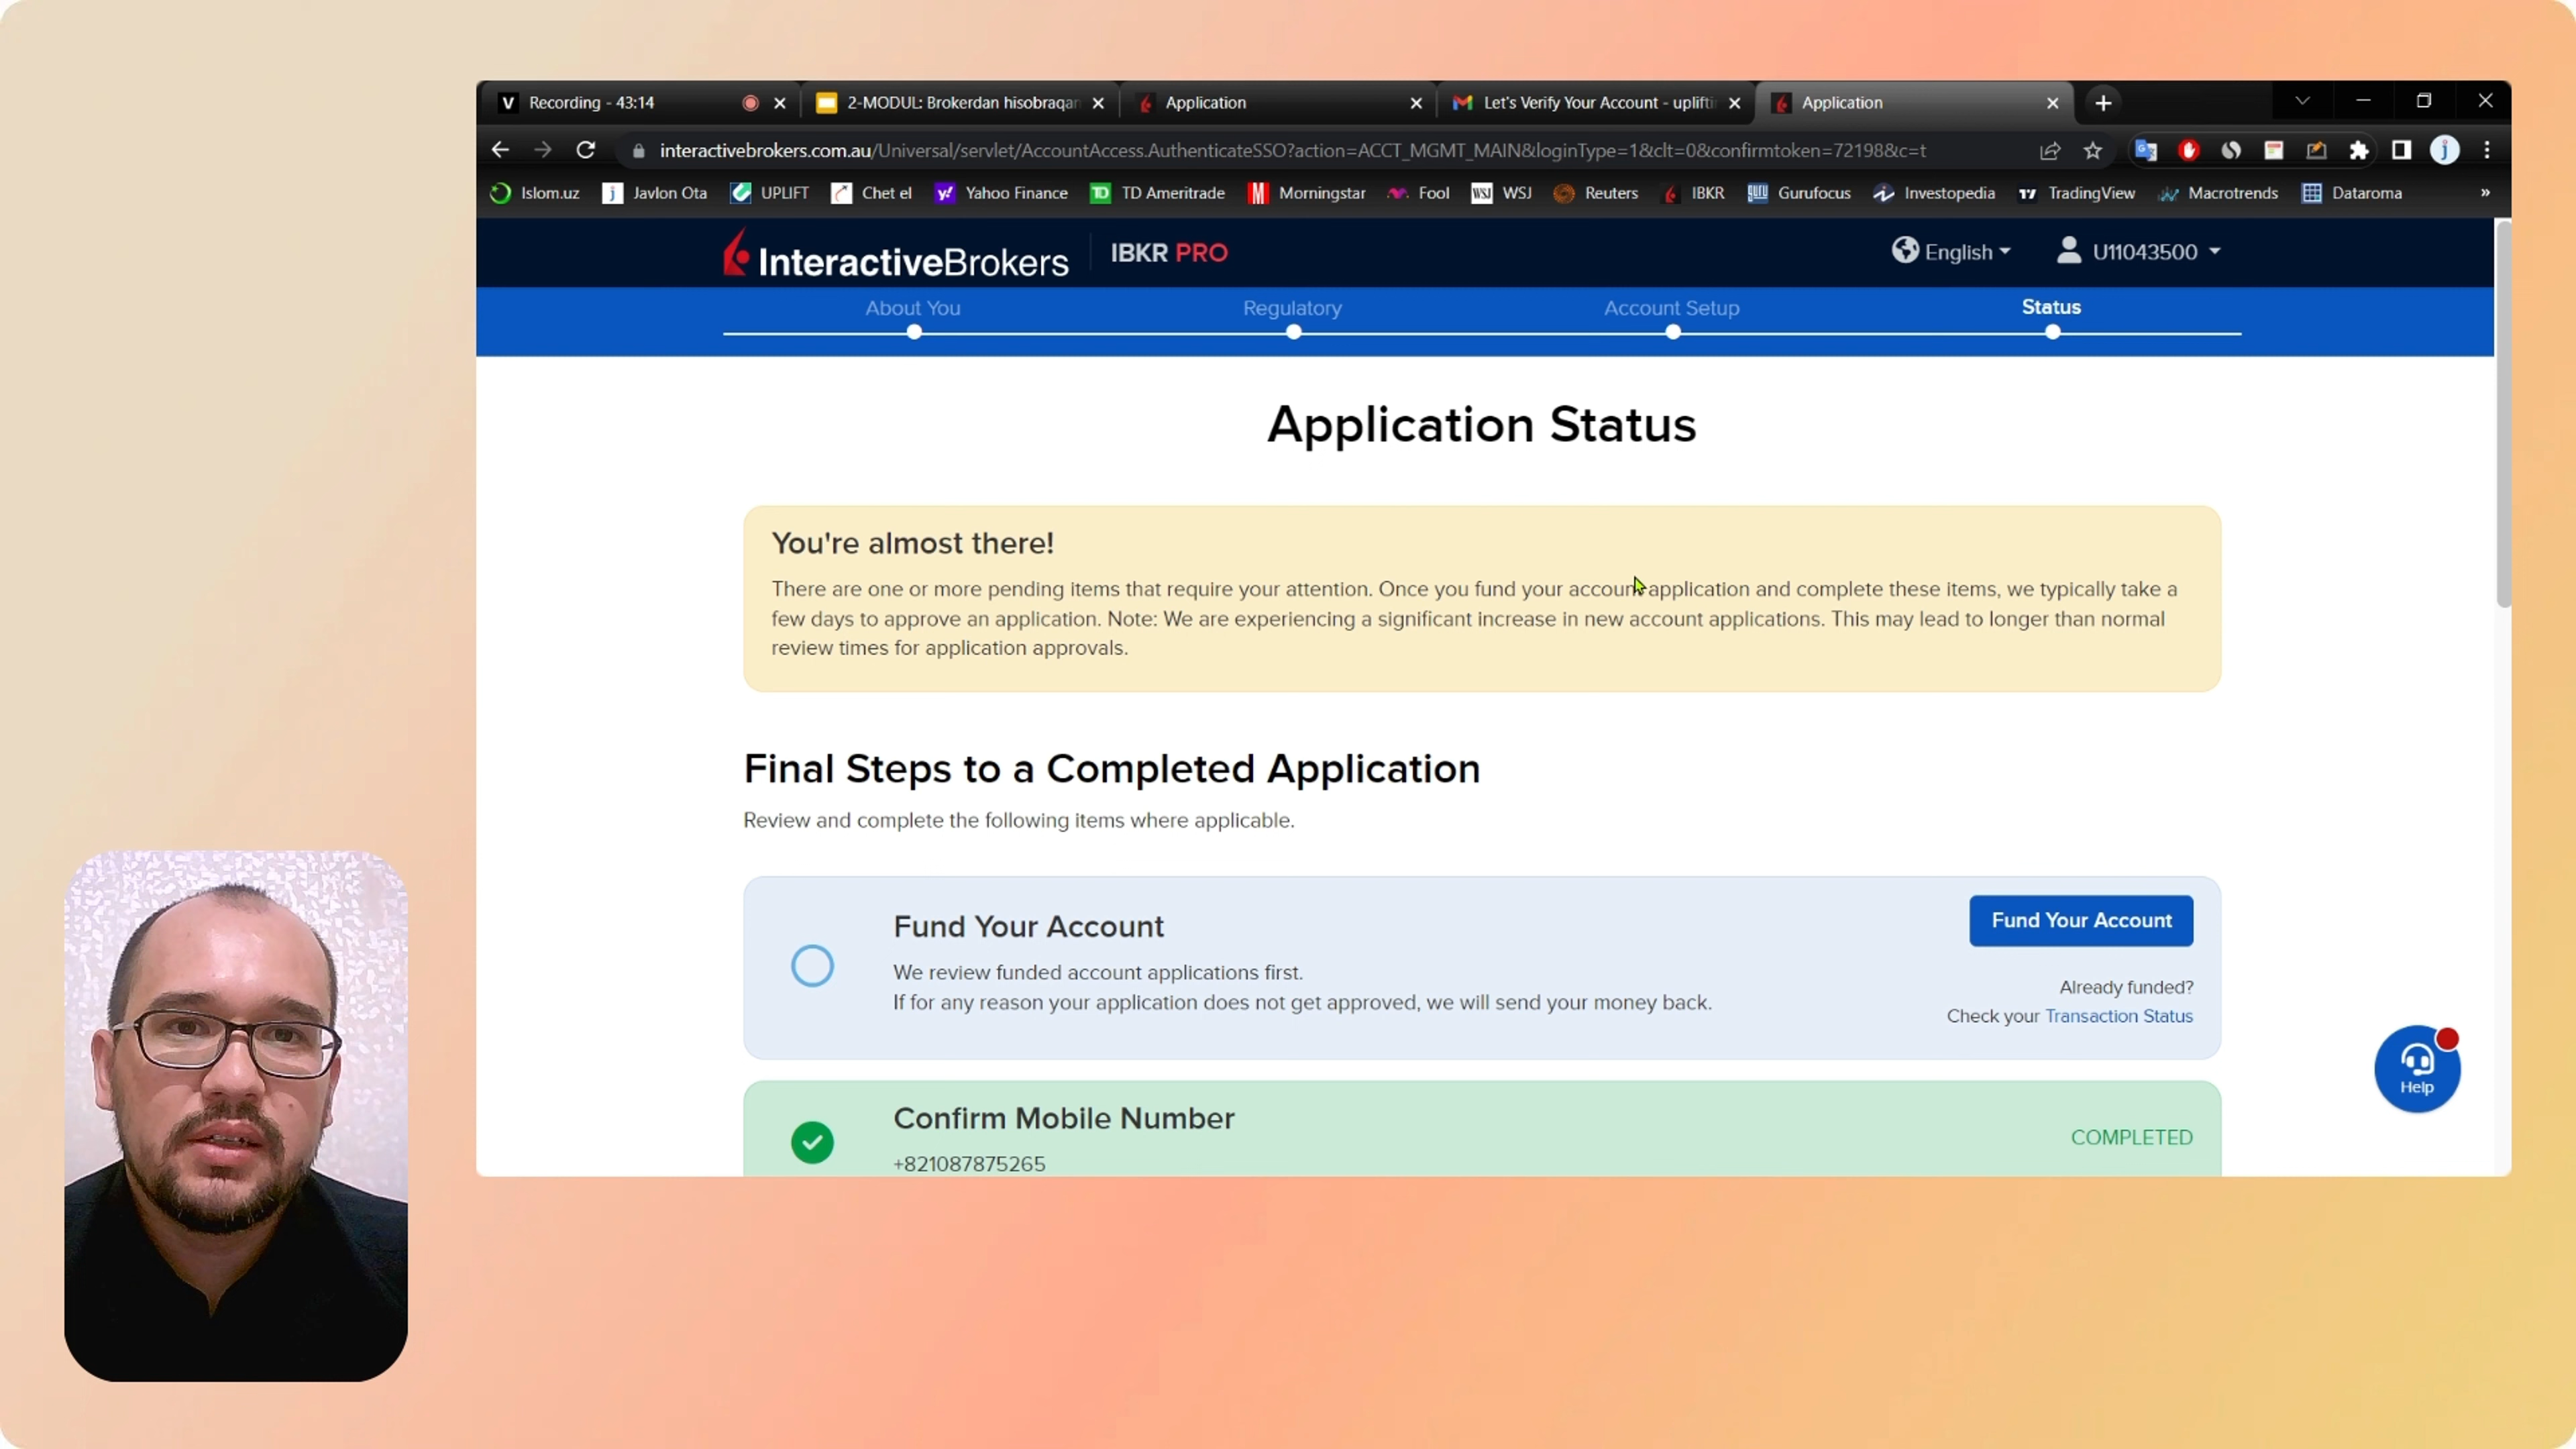 Recording - 43:14
2-MODUL: Brokerdan hisobraqan
Application
Let's Verify Your Account - uplifti
Application
interactivebrokers.com.au/Universal/servlet/AccountAccess.AuthenticateSSO?action=ACCT_MGMT_MAIN&loginType=1&clt=0&confirmtoken=72198&c=t
Islom.uz
Javlon Ota
UPLIFT
Chet el
Yahoo Finance
TD Ameritrade
Morningstar
Fool
WSJ
Reuters
IBKR
Gurufocus
Investopedia
TradingView
Macrotrends
Dataroma
InteractiveBrokers
IBKR PRO
English
U11043500
About You
Regulatory
Account Setup
Status
Application Status
You're almost there!
There are one or more pending items that require your attention. Once you fund your account application and complete these items, we typically take a
few days to approve an application. Note: We are experiencing a significant increase in new account applications. This may lead to longer than normal
review times for application approvals.
Final Steps to a Completed Application
Review and complete the following items where applicable.
Fund Your Account
We review funded account applications first.
If for any reason your application does not get approved, we will send your money back.
Fund Your Account
Already funded?
Check your Transaction Status
Help
Confirm Mobile Number
+821087875265
COMPLETED